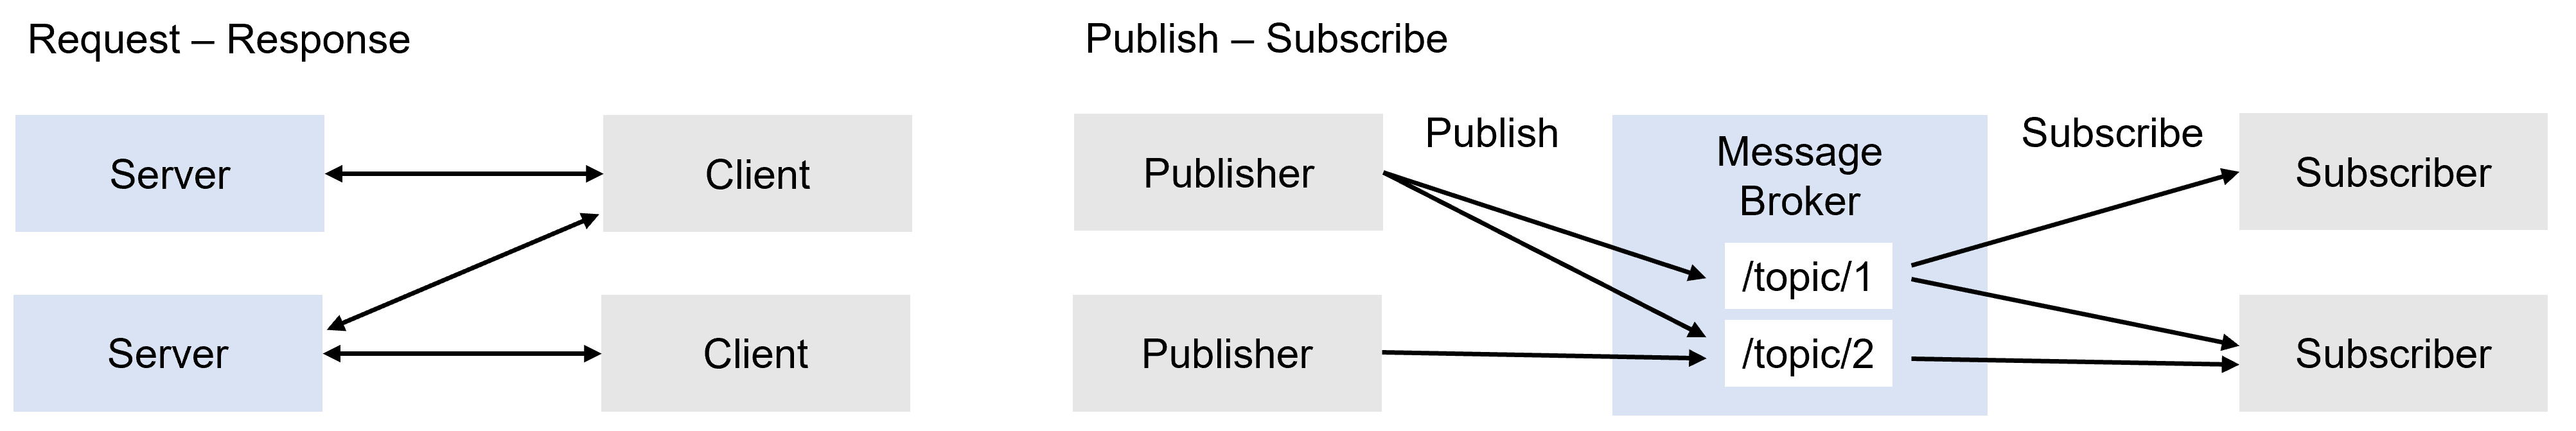 Request – Response
Server
Client
Server
Client
Publish – Subscribe
Publisher
Publish
Message
Broker
Subscribe
Subscriber
/topic/1
Publisher
/topic/2
Subscriber